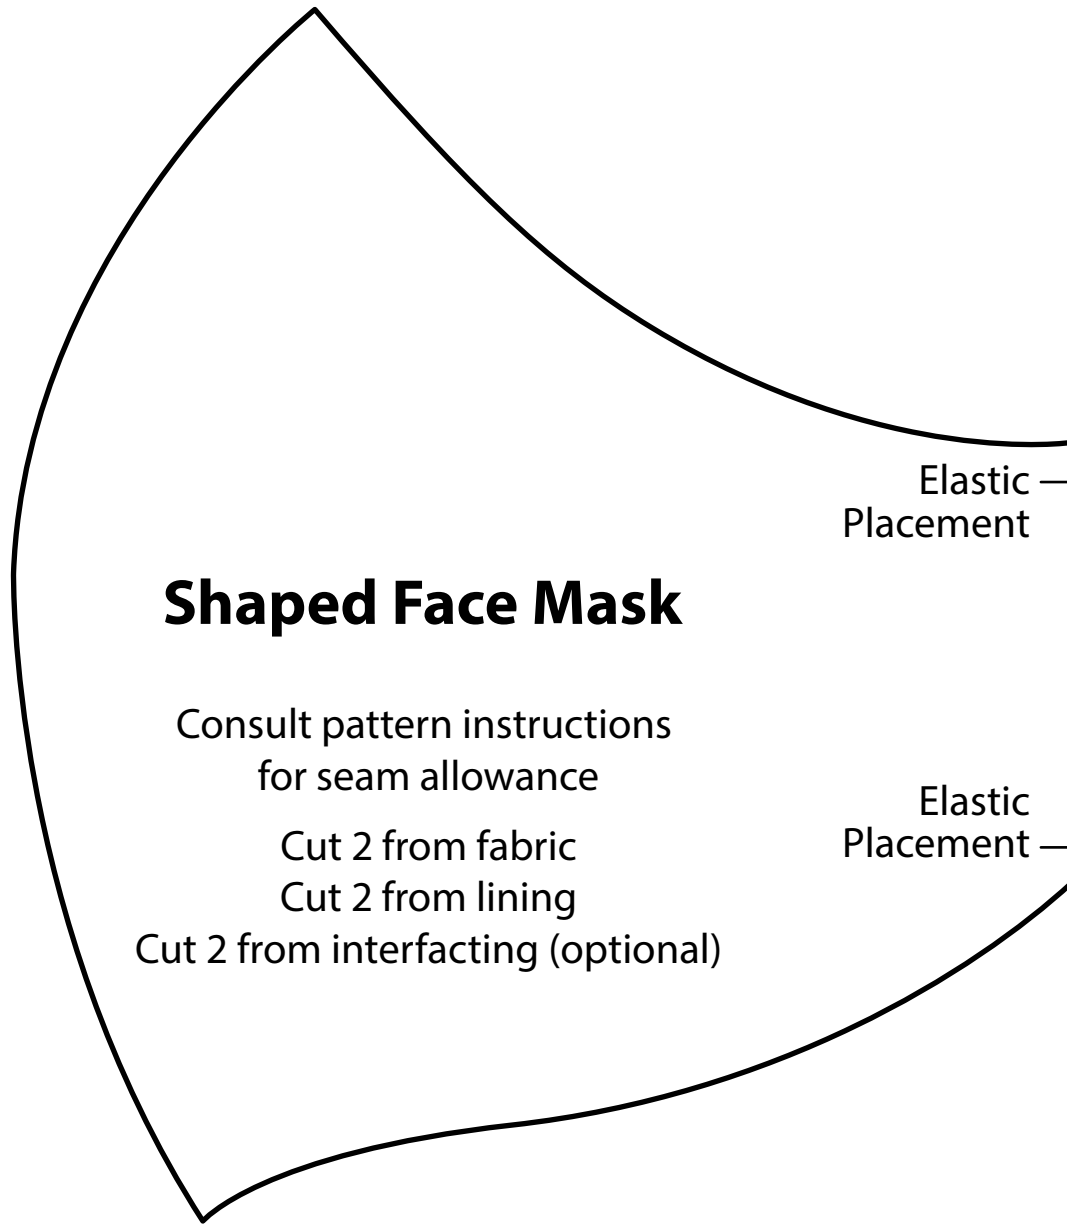 Elastic
Placement
Shaped Face Mask
Consult pattern instructions
for seam allowance
Elastic
Placement
Cut 2 from fabric
Cut 2 from lining
Cut 2 from interfacting (optional)